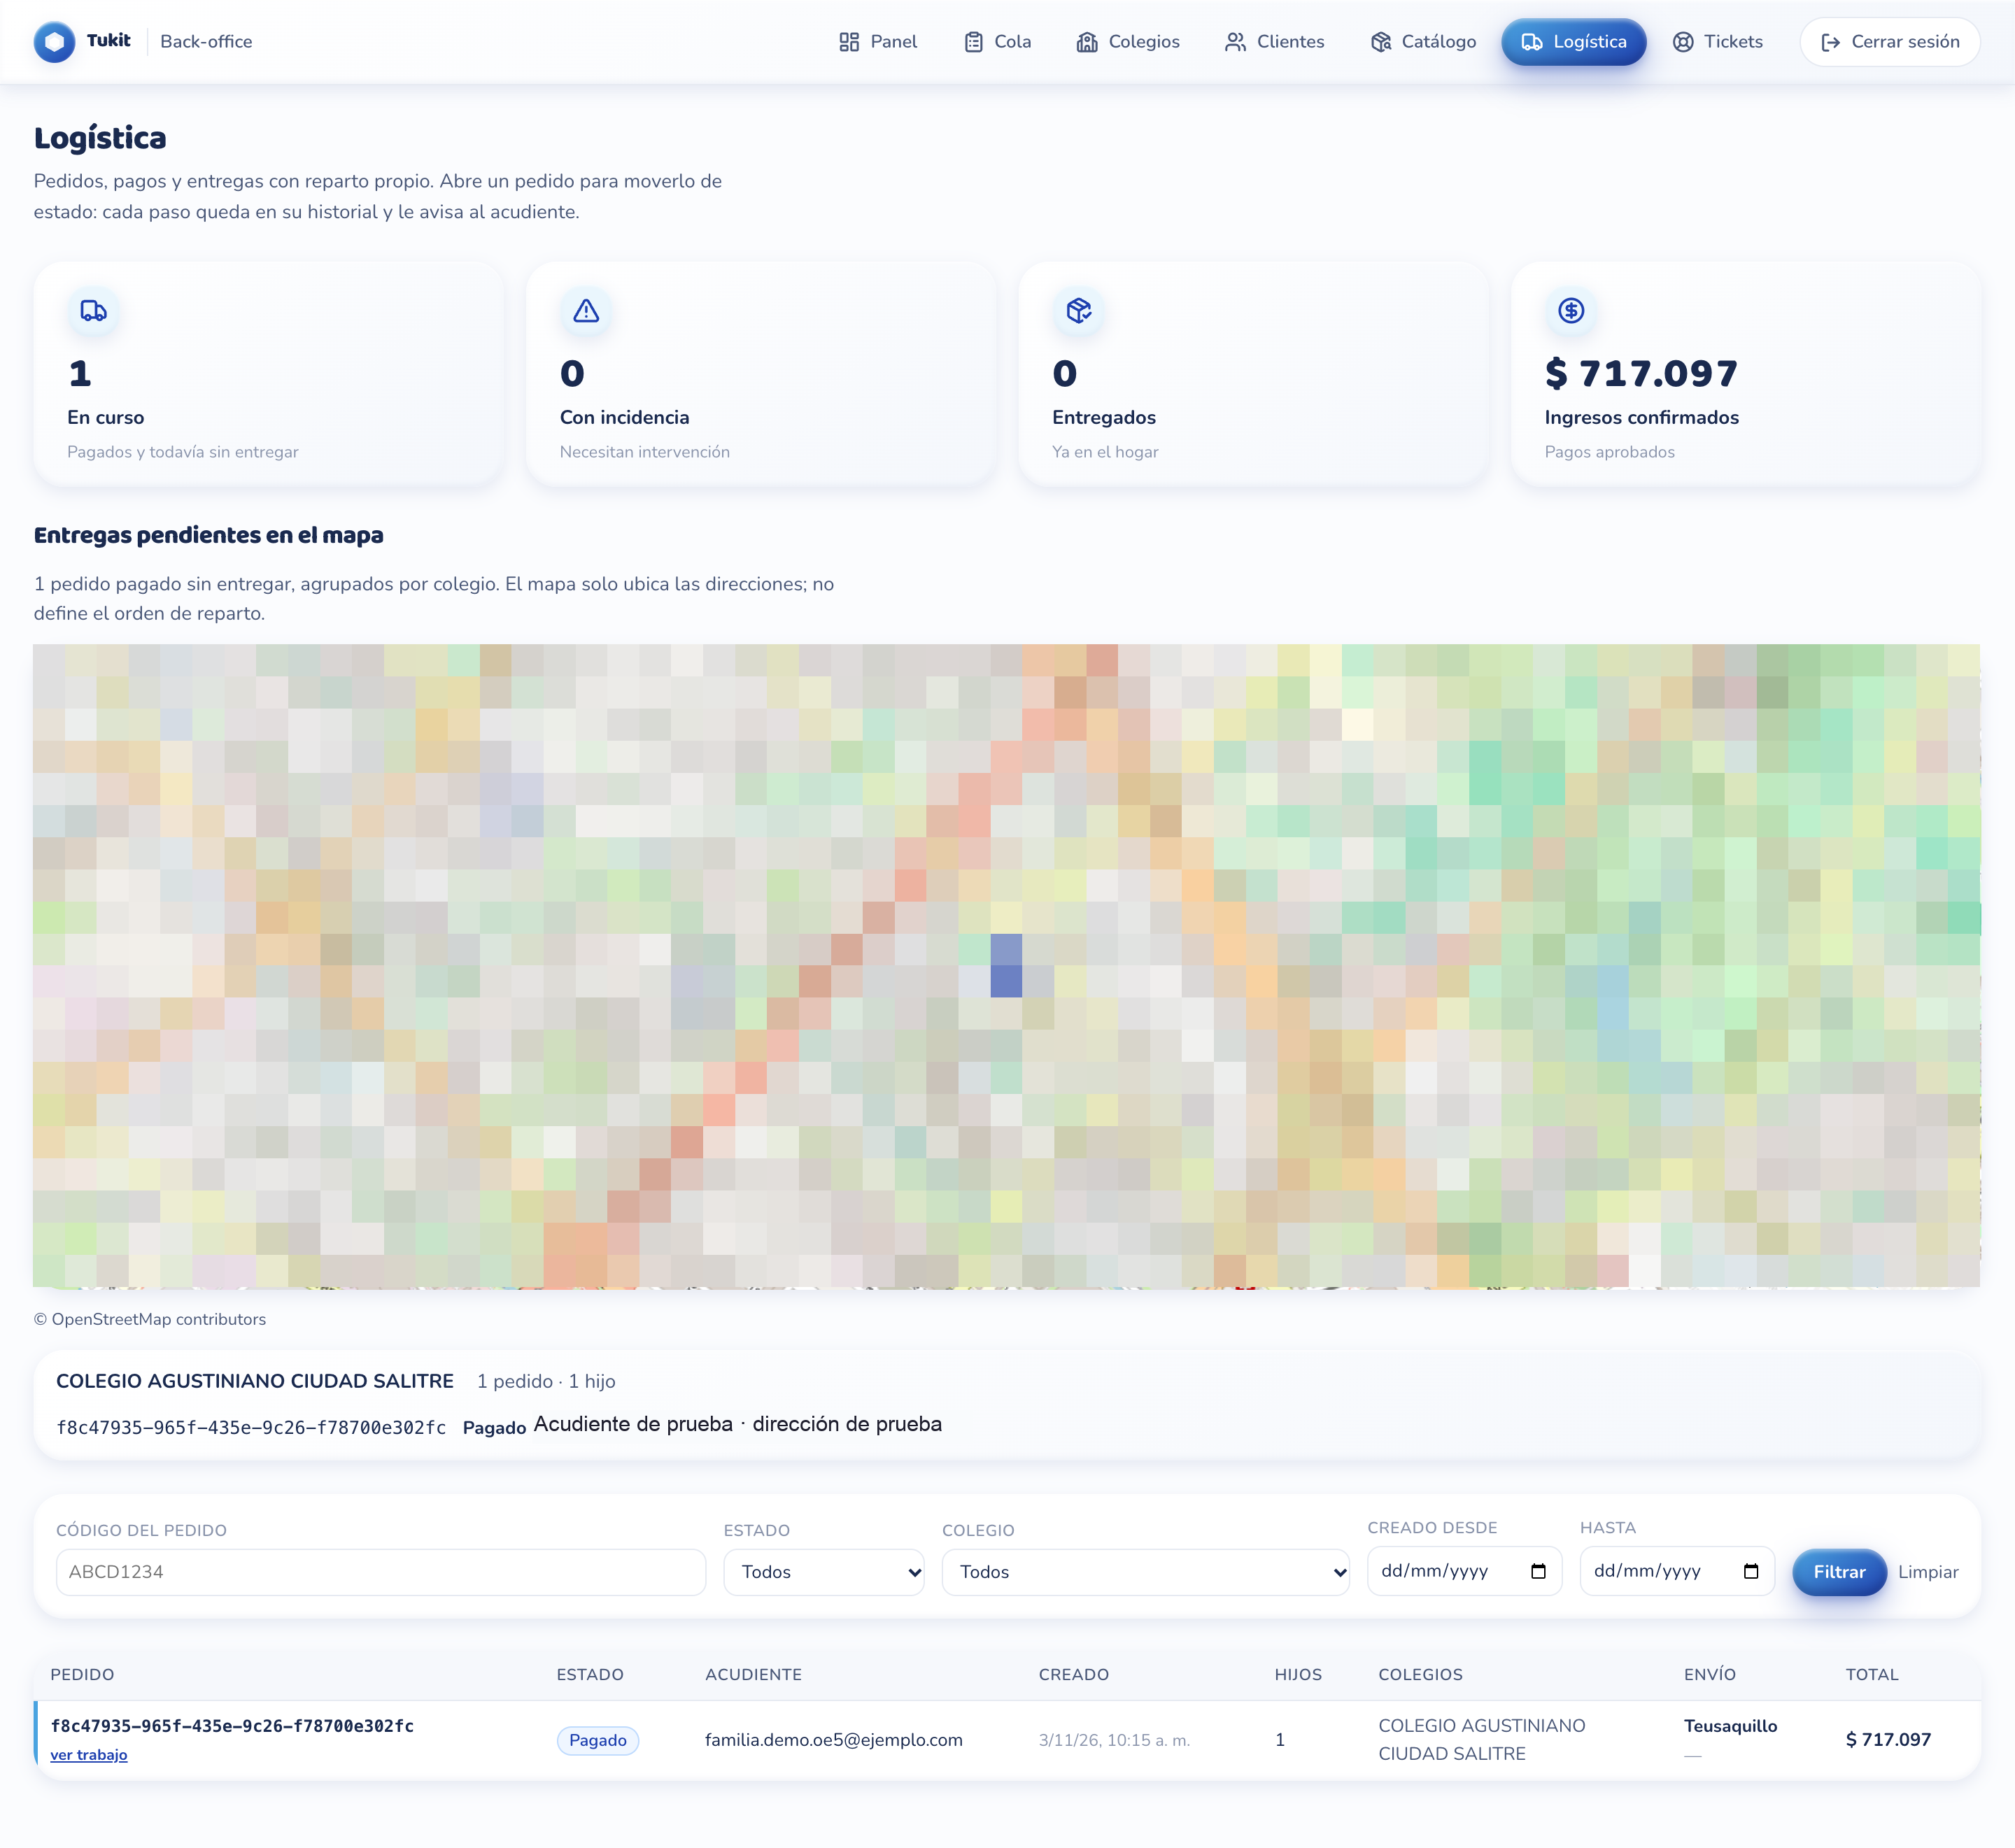 Tukit
Back-office
Panel
Cola
Colegios
Clientes
Catálogo
Logística
Tickets
Cerrar sesión
Logística
Pedidos, pagos y entregas con reparto propio. Abre un pedido para moverlo de
estado: cada paso queda en su historial y le avisa al acudiente.
1
En curso
Pagados y todavía sin entregar
0
Con incidencia
Necesitan intervención
0
Entregados
Ya en el hogar
$ 717.097
Ingresos confirmados
Pagos aprobados
Entregas pendientes en el mapa
1 pedido pagado sin entregar, agrupados por colegio. El mapa solo ubica las direcciones; no
define el orden de reparto.
© OpenStreetMap contributors
COLEGIO AGUSTINIANO CIUDAD SALITRE 1 pedido · 1 hijo
f8c47935-965f-435e-9c26-f78700e302fc Pagado Acudiente de prueba · dirección de prueba
CÓDIGO DEL PEDIDO
ABCD1234
ESTADO
Todos
COLEGIO
Todos
CREADO DESDE
dd/mm/yyyy
HASTA
dd/mm/yyyy
Filtrar
Limpiar
PEDIDO ESTADO ACUDIENTE CREADO HIJOS COLEGIOS ENVÍO TOTAL
f8c47935-965f-435e-9c26-f78700e302fc
ver trabajo
Pagado
familia.demo.oe5@ejemplo.com
3/11/26, 10:15 a. m.
1
COLEGIO AGUSTINIANO
CIUDAD SALITRE
Teusaquillo
—
$ 717.097